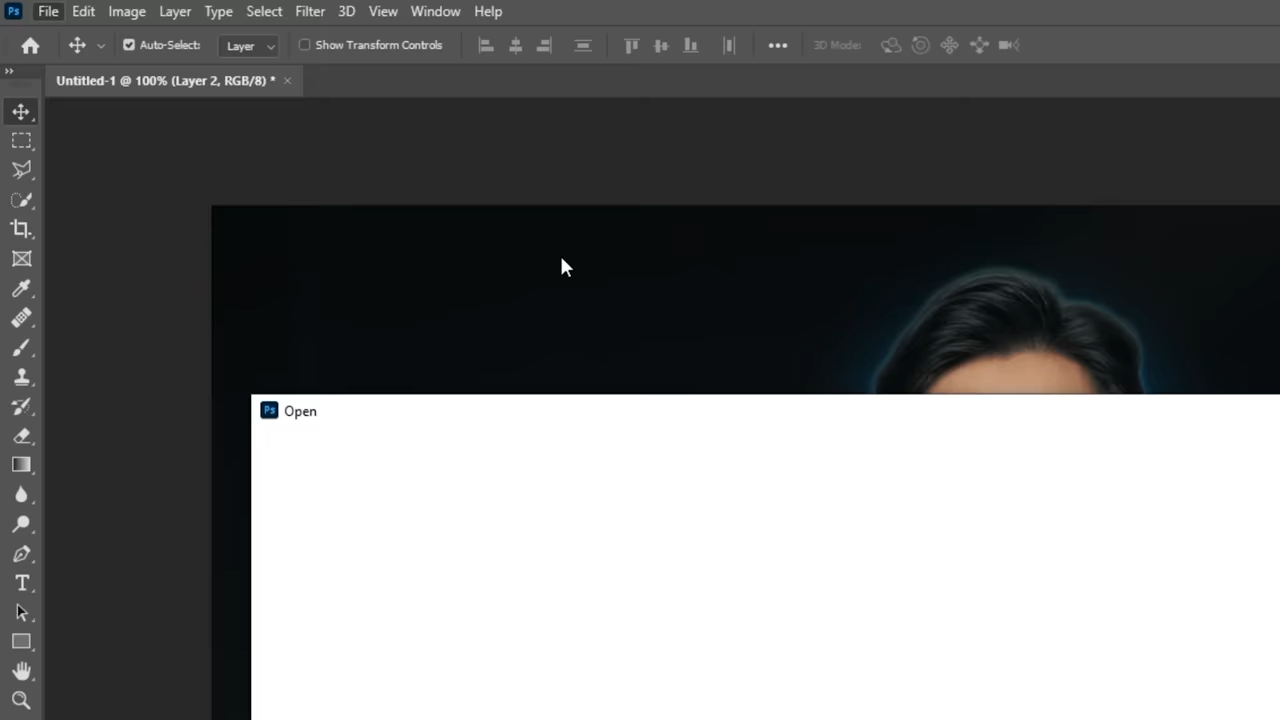 Ps File Edit Image Layer Type Select Filter 3D View Window Help
Auto-Select: Layer Show Transform Controls 3D Mode:
Untitled-1 @ 100% (Layer 2, RGB/8) *
Ps Open